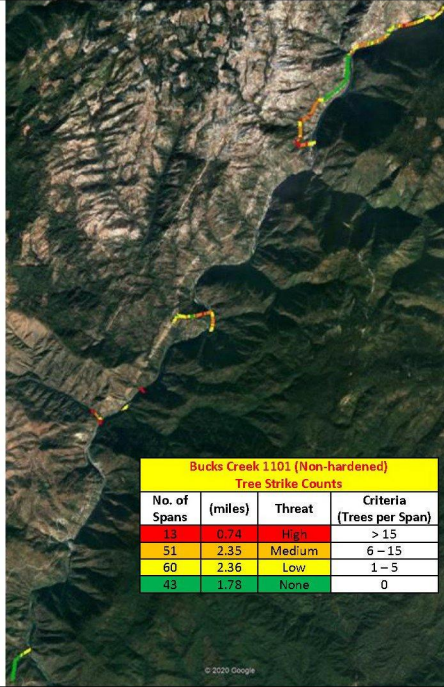 Bucks Creek 1101 (Non-hardened)
Tree Strike Counts
No. of Spans (miles) Threat Criteria (Trees per Span)
13 0.74 High > 15
51 2.35 Medium 6 – 15
60 2.36 Low 1 – 5
43 1.78 None 0
© 2020 Google